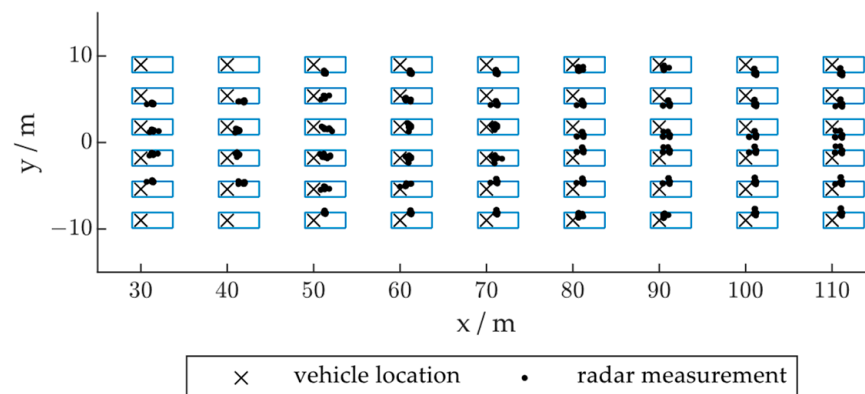 10
0
−10
y / m
30 40 50 60 70 80 90 100 110
x / m
vehicle location radar measurement